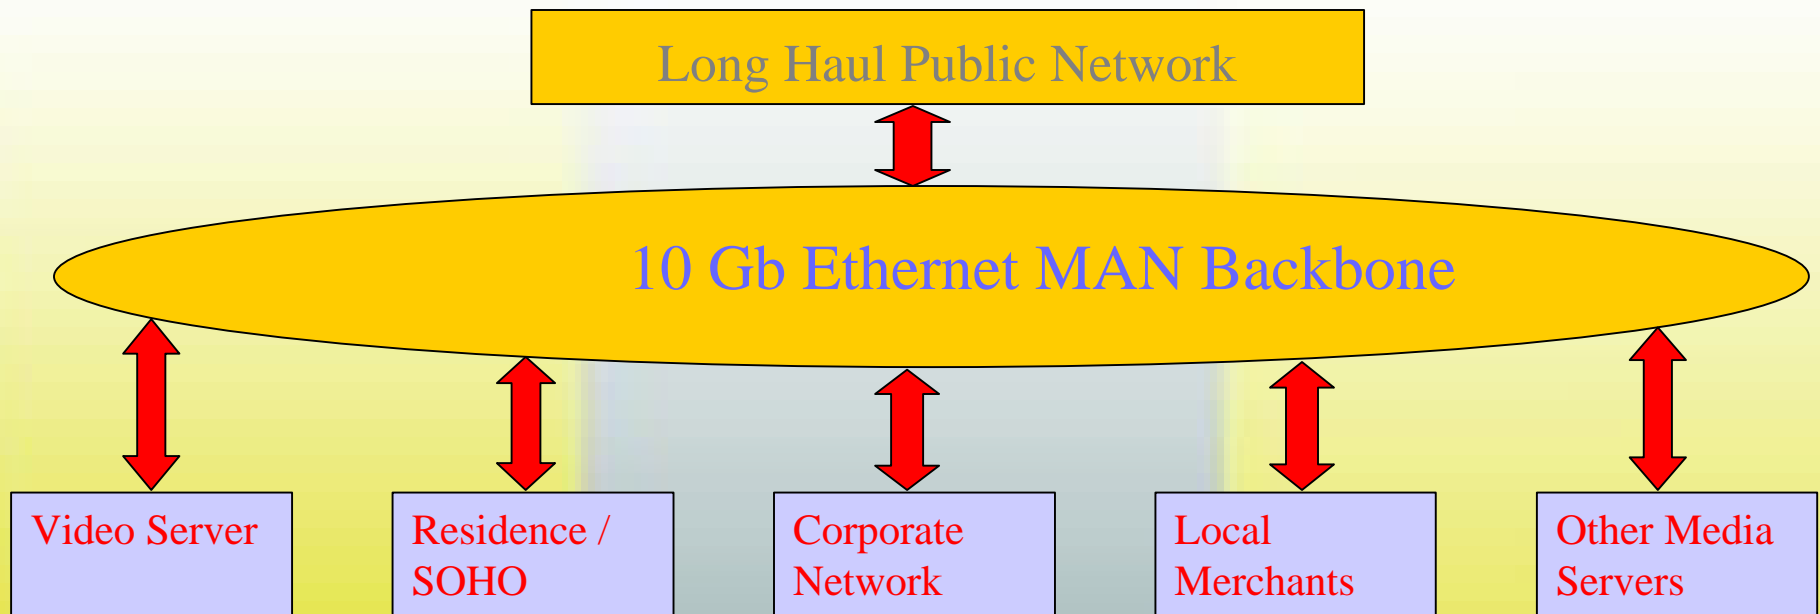 Long Haul Public Network
10 Gb Ethernet MAN Backbone
Video Server
Residence /
SOHO
Corporate
Network
Local
Merchants
Other Media
Servers